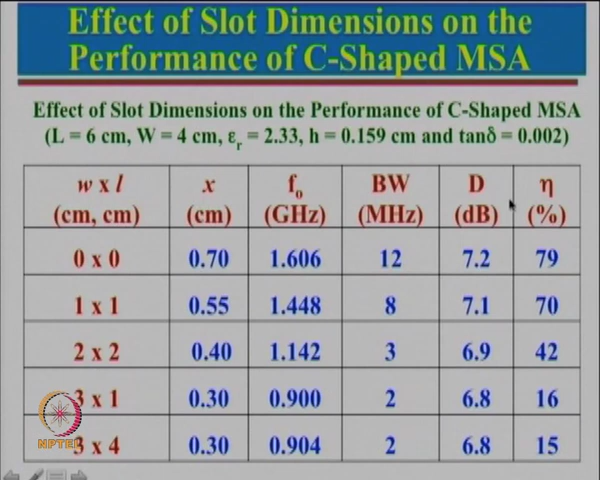 Effect of Slot Dimensions on the
Performance of C-Shaped MSA
Effect of Slot Dimensions on the Performance of C-Shaped MSA
(L = 6 cm, W = 4 cm, εr = 2.33, h = 0.159 cm and tanδ = 0.002)
w x l x fo BW D η
(cm, cm) (cm) (GHz) (MHz) (dB) (%)
0 x 0 0.70 1.606 12 7.2 79
1 x 1 0.55 1.448 8 7.1 70
2 x 2 0.40 1.142 3 6.9 42
3 x 1 0.30 0.900 2 6.8 16
3 x 4 0.30 0.904 2 6.8 15
NPTEL